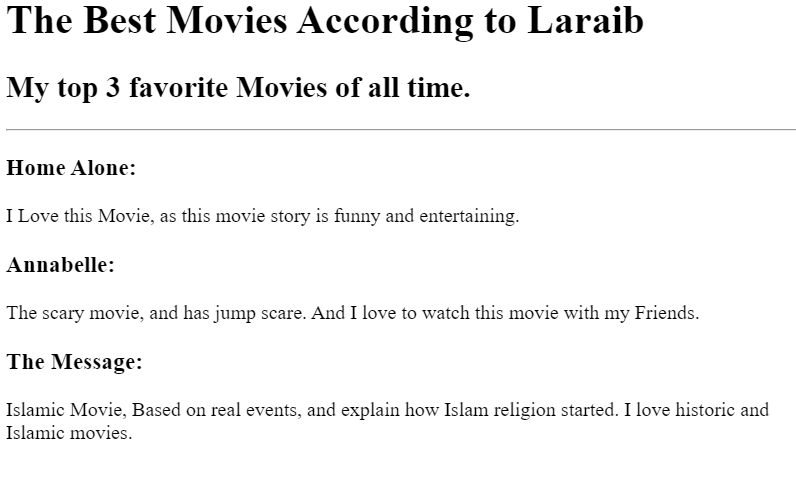 The Best Movies According to Laraib
My top 3 favorite Movies of all time.
Home Alone:
I Love this Movie, as this movie story is funny and entertaining.
Annabelle:
The scary movie, and has jump scare. And I love to watch this movie with my Friends.
The Message:
Islamic Movie, Based on real events, and explain how Islam religion started. I love historic and
Islamic movies.